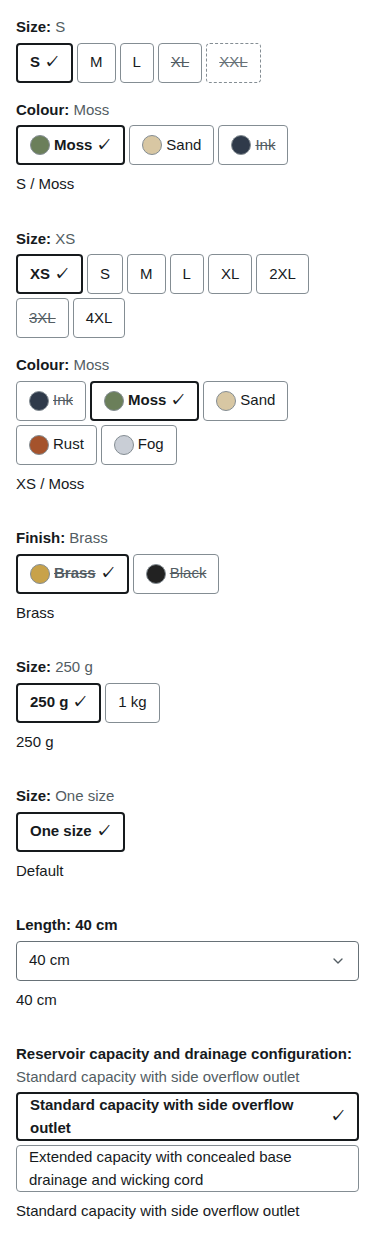 Size: S
S ✓ M L XL XXL
Colour: Moss
Moss ✓ Sand Ink
S / Moss
Size: XS
XS ✓ S M L XL 2XL
3XL 4XL
Colour: Moss
Ink Moss ✓ Sand
Rust Fog
XS / Moss
Finish: Brass
Brass ✓ Black
Brass
Size: 250 g
250 g ✓ 1 kg
250 g
Size: One size
One size ✓
Default
Length: 40 cm
40 cm
40 cm
Reservoir capacity and drainage configuration:
Standard capacity with side overflow outlet
Standard capacity with side overflow
outlet ✓
Extended capacity with concealed base
drainage and wicking cord
Standard capacity with side overflow outlet